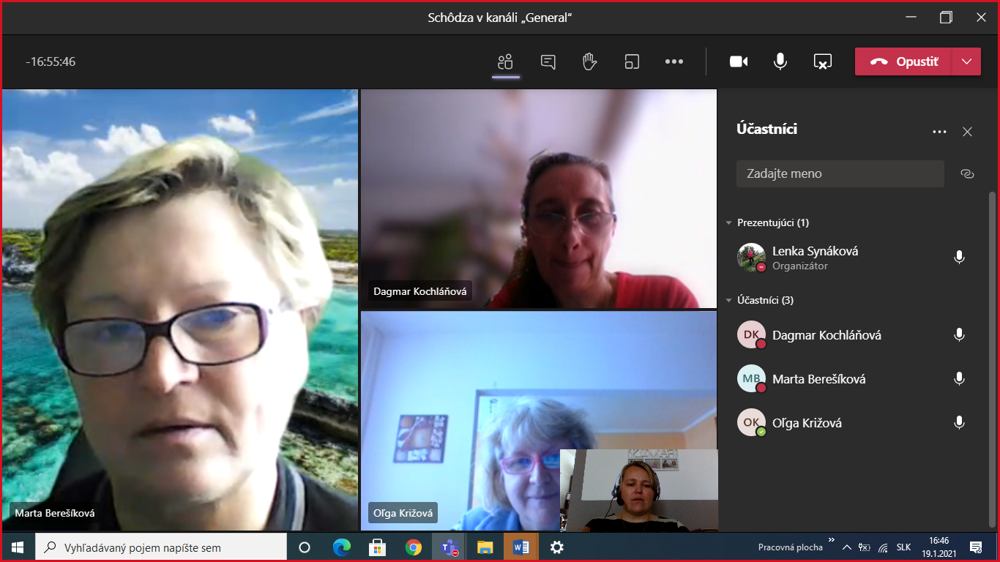 Schôdza v kanáli „General“
-16:55:46
Opustiť
Marta Berešíková
Dagmar Kochláňová
Oľga Križová
Účastníci
Zadajte meno
Prezentujúci (1)
Lenka Synáková
Organizátor
Účastníci (3)
DK
Dagmar Kochláňová
MB
Marta Berešíková
OK
Oľga Križová
Vyhľadávaný pojem napíšte sem
Pracovná plocha
SLK
16:46
19.1.2021